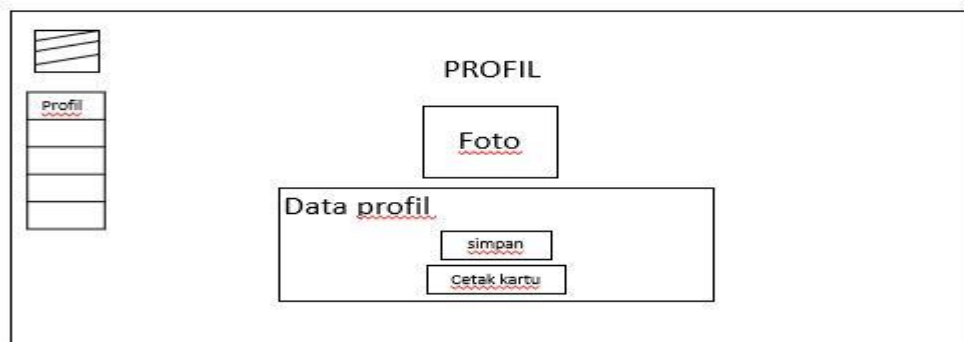 PROFIL
Profil
Foto
Data profil
simpan
Cetak kartu